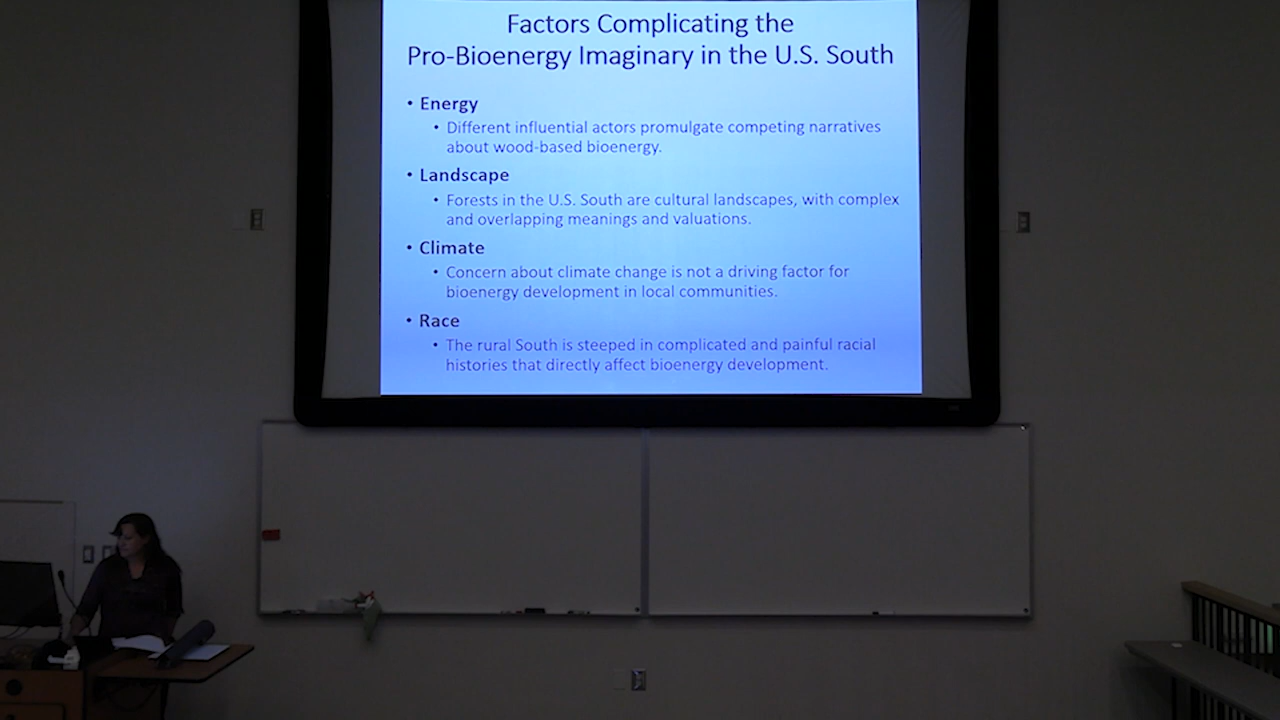 Factors Complicating the
Pro-Bioenergy Imaginary in the U.S. South
• Energy
• Different influential actors promulgate competing narratives
about wood-based bioenergy.
• Landscape
• Forests in the U.S. South are cultural landscapes, with complex
and overlapping meanings and valuations.
• Climate
• Concern about climate change is not a driving factor for
bioenergy development in local communities.
• Race
• The rural South is steeped in complicated and painful racial
histories that directly affect bioenergy development.